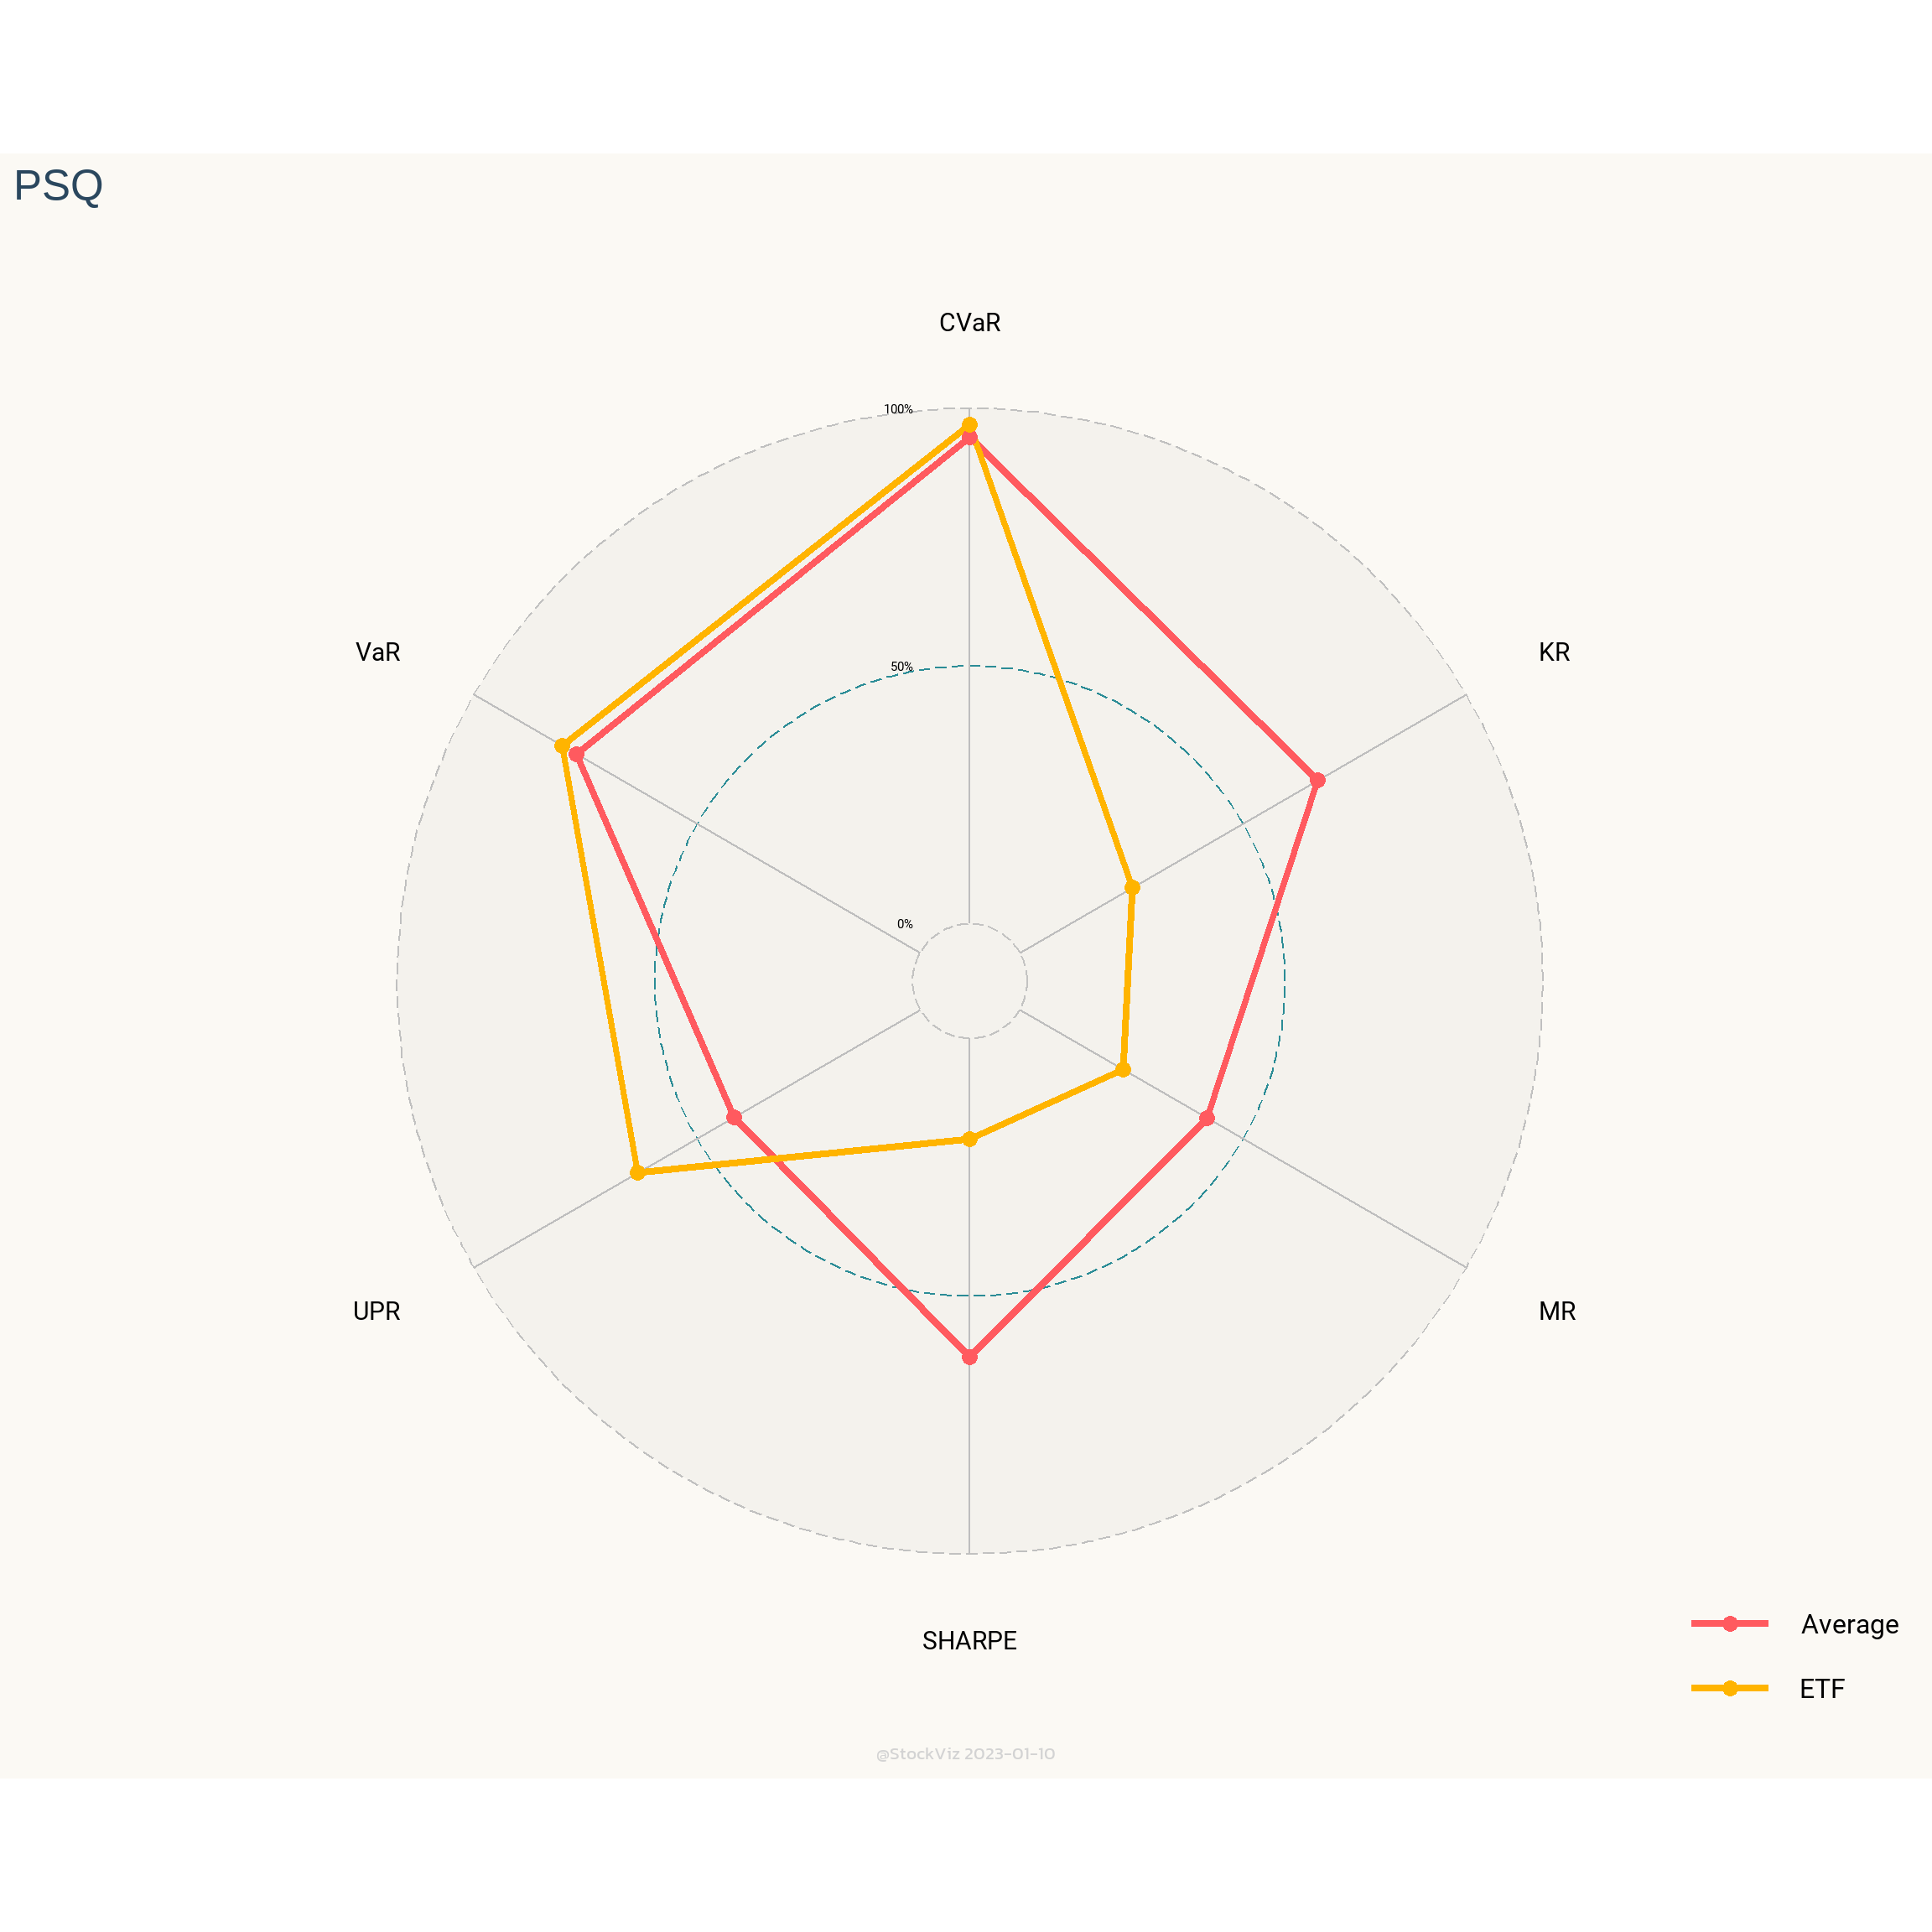 PSQ
CVaR
100%
KR
VaR
50%
0%
UPR
MR
SHARPE
Average
ETF
@StockViz 2023-01-10